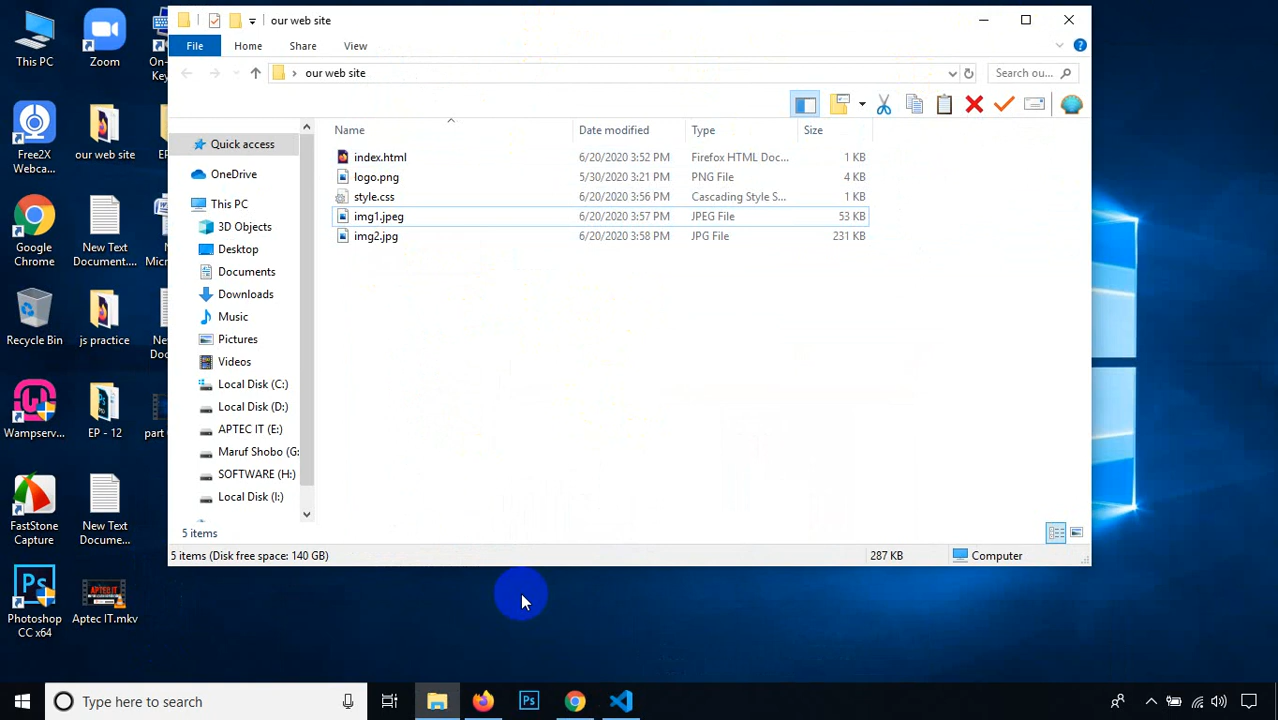 our web site
File Home Share View
our web site
Search ou...
Name Date modified Type Size
index.html 6/20/2020 3:52 PM Firefox HTML Doc... 1 KB
logo.png 5/30/2020 3:21 PM PNG File 4 KB
style.css 6/20/2020 3:56 PM Cascading Style S... 1 KB
img1.jpeg 6/20/2020 3:57 PM JPEG File 53 KB
img2.jpg 6/20/2020 3:58 PM JPG File 231 KB
Quick access
OneDrive
This PC
3D Objects
Desktop
Documents
Downloads
Music
Pictures
Videos
Local Disk (C:)
Local Disk (D:)
APTEC IT (E:)
Maruf Shobo (G:
SOFTWARE (H:)
Local Disk (I:)
5 items
5 items (Disk free space: 140 GB) 287 KB Computer
This PC
Zoom
On-
Key
Free2X
Webca...
our web site
EP
Google
Chrome
New Text
Document....
Micr
Recycle Bin
js practice
Ne
Do
Wampserv...
EP - 12
part
FastStone
Capture
New Text
Docume...
Ps
Photoshop
CC x64
APTEC IT
Aptec IT.mkv
Type here to search
Ps